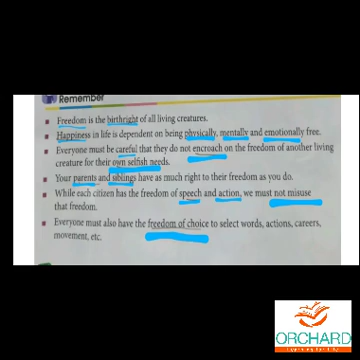 Remember
Freedom is the birthright of all living creatures.
Happiness in life is dependent on being physically, mentally and emotionally free.
Everyone must be careful that they do not encroach on the freedom of another living
creature for their own selfish needs.
Your parents and siblings have as much right to their freedom as you do.
While each citizen has the freedom of speech and action, we must not misuse
that freedom.
Everyone must also have the freedom of choice to select words, actions, careers,
movement, etc.
ORCHARD